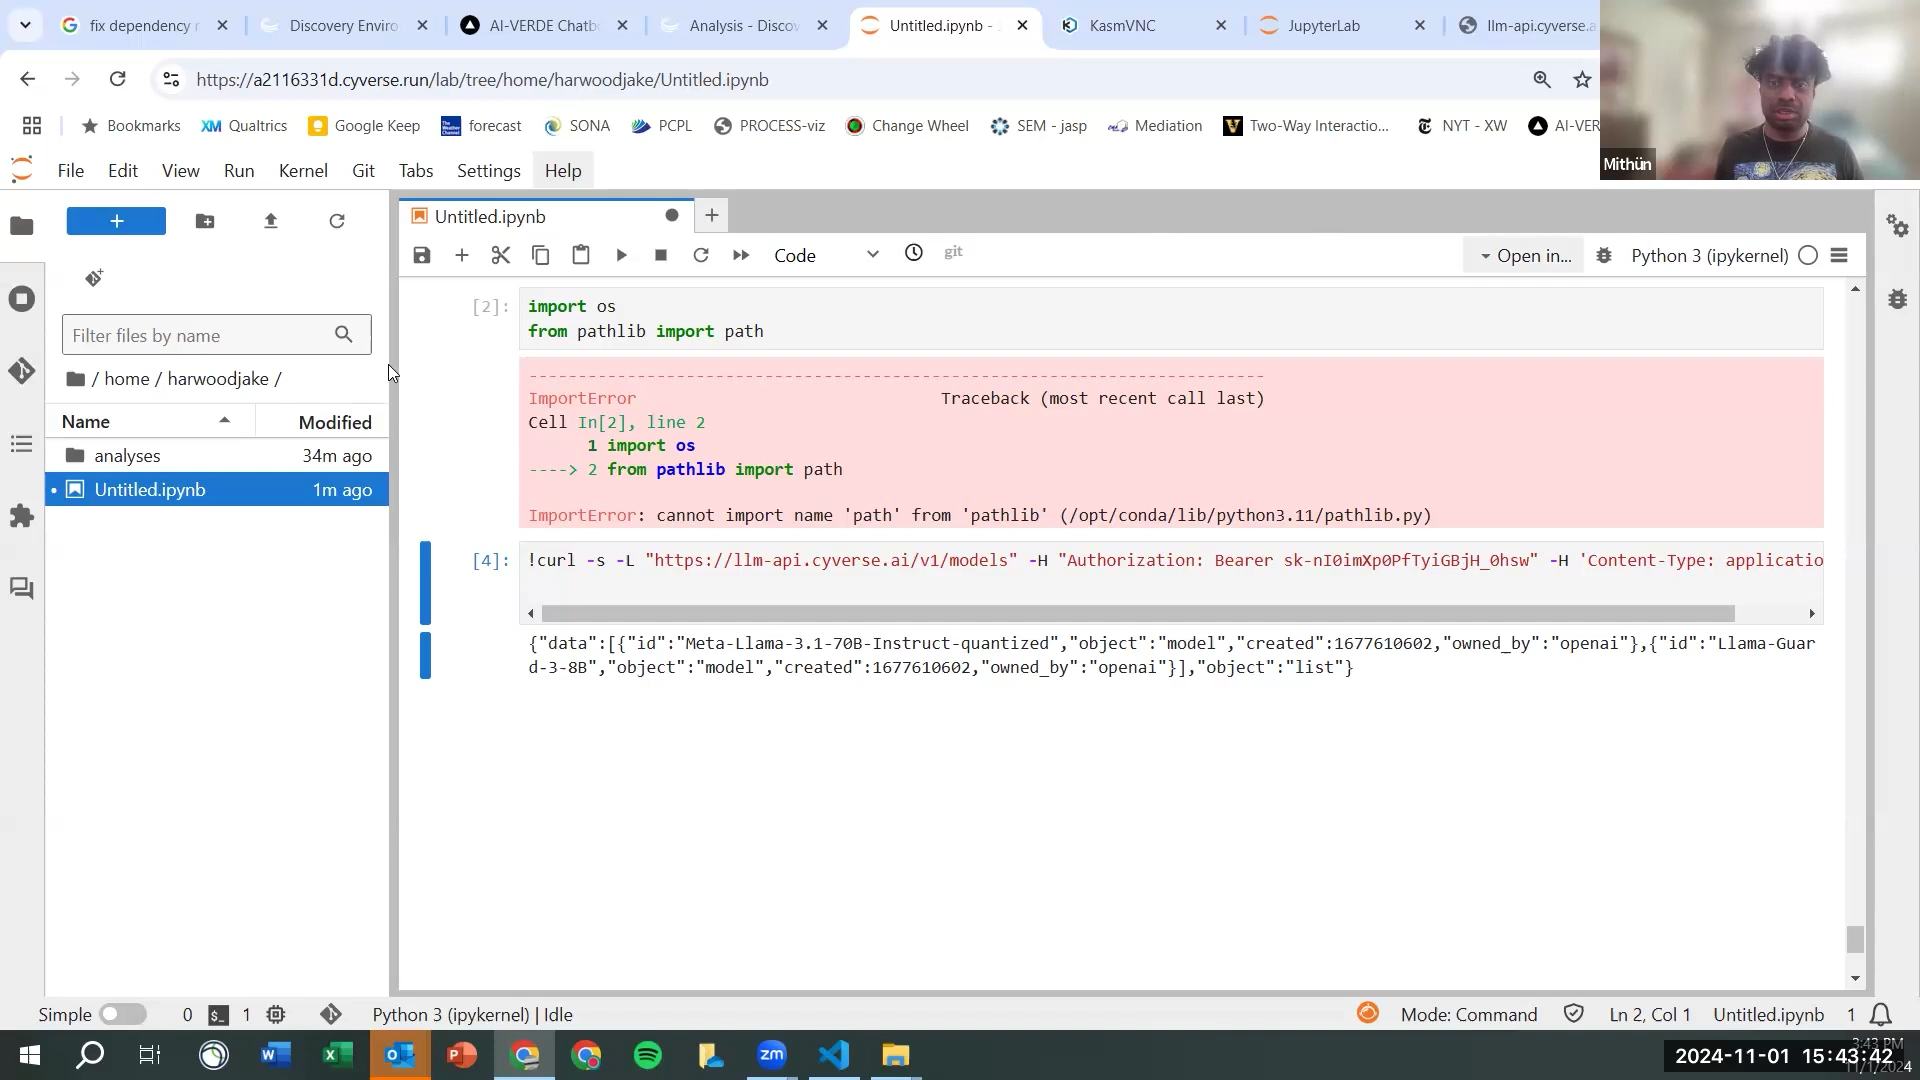 fix dependency r
Discovery Enviro
AI-VERDE Chatb
Analysis - Discov
Untitled.ipynb -
KasmVNC
JupyterLab
llm-api.cyverse.a
https://a2116331d.cyverse.run/lab/tree/home/harwoodjake/Untitled.ipynb
Bookmarks
XM Qualtrics
Google Keep
forecast
SONA
PCPL
PROCESS-viz
Change Wheel
SEM - jasp
Mediation
Two-Way Interactio...
NYT - XW
AI-VER
Mithün
File Edit View Run Kernel Git Tabs Settings Help
Untitled.ipynb
Code
git
Open in...
Python 3 (ipykernel)
Filter files by name
/ home / harwoodjake /
Name Modified
analyses 34m ago
Untitled.ipynb 1m ago
[2]: import os
from pathlib import path
---------------------------------------------------------------------------
ImportError Traceback (most recent call last)
Cell In[2], line 2
1 import os
----> 2 from pathlib import path
ImportError: cannot import name 'path' from 'pathlib' (/opt/conda/lib/python3.11/pathlib.py)
[4]: !curl -s -L "https://llm-api.cyverse.ai/v1/models" -H "Authorization: Bearer sk-nI0imXp0PfTyiGBjH_0hsw" -H 'Content-Type: applicatio
{"data":[{"id":"Meta-Llama-3.1-70B-Instruct-quantized","object":"model","created":1677610602,"owned_by":"openai"},{"id":"Llama-Guar
d-3-8B","object":"model","created":1677610602,"owned_by":"openai"}],"object":"list"}
Simple 0 $_ 1 Python 3 (ipykernel) | Idle
Mode: Command
Ln 2, Col 1
Untitled.ipynb
1
3:43 PM
2024-11-01 15:43:42
11/1/2024